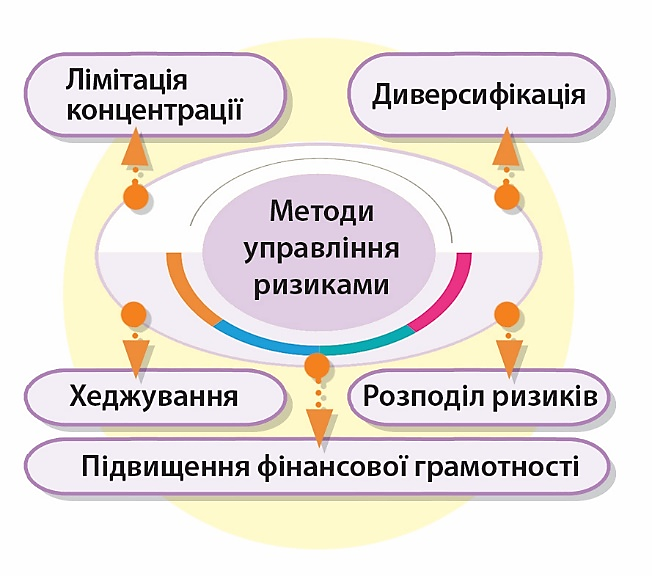 Лімітація
концентрації
Диверсифікація
Методи
управління
ризиками
Хеджування
Розподіл ризиків
Підвищення фінансової грамотності